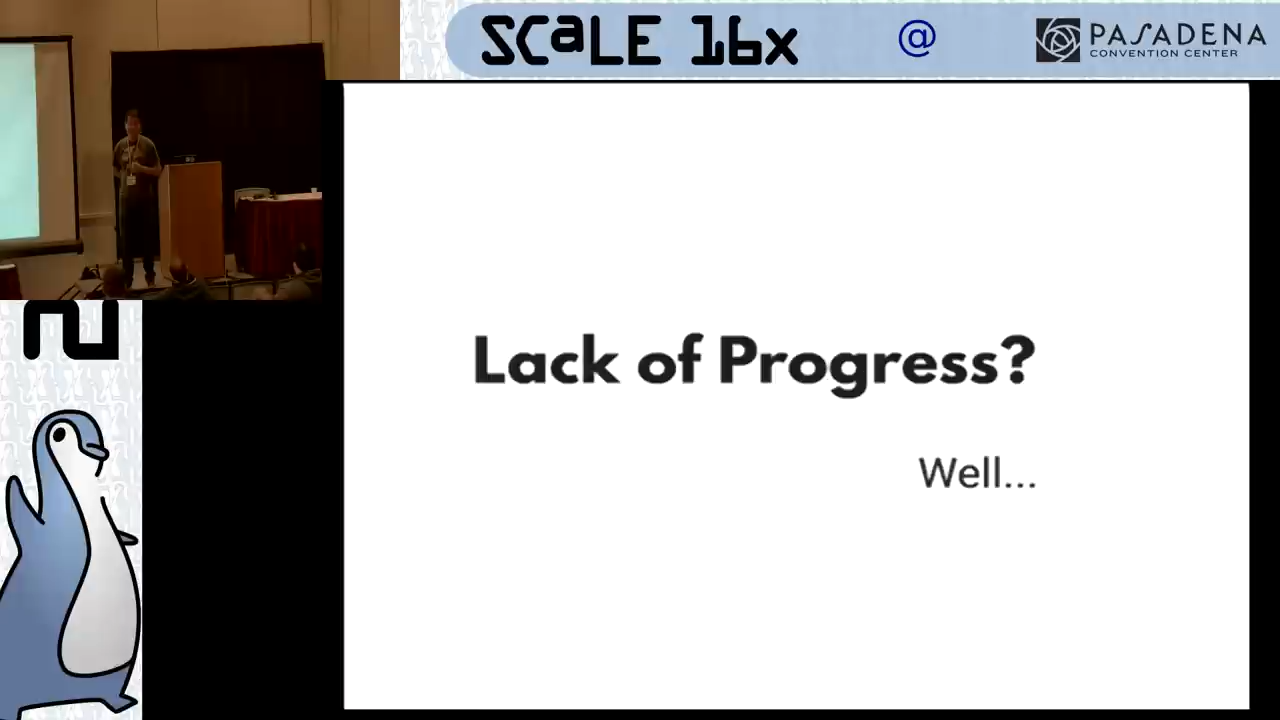 SCaLE 16x
@
PASADENA
CONVENTION CENTER
Lack of Progress?
Well...